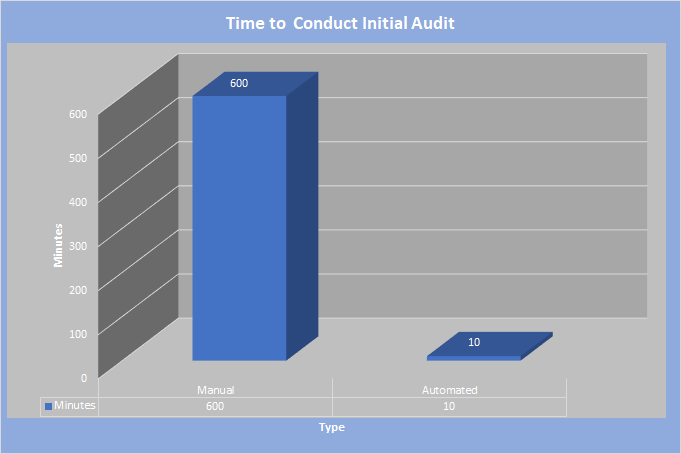 Time to  Conduct Initial Audit
600
600
500
400
300
Minutes
200
100
10
0
Manual Automated
Minutes 600 10
Type